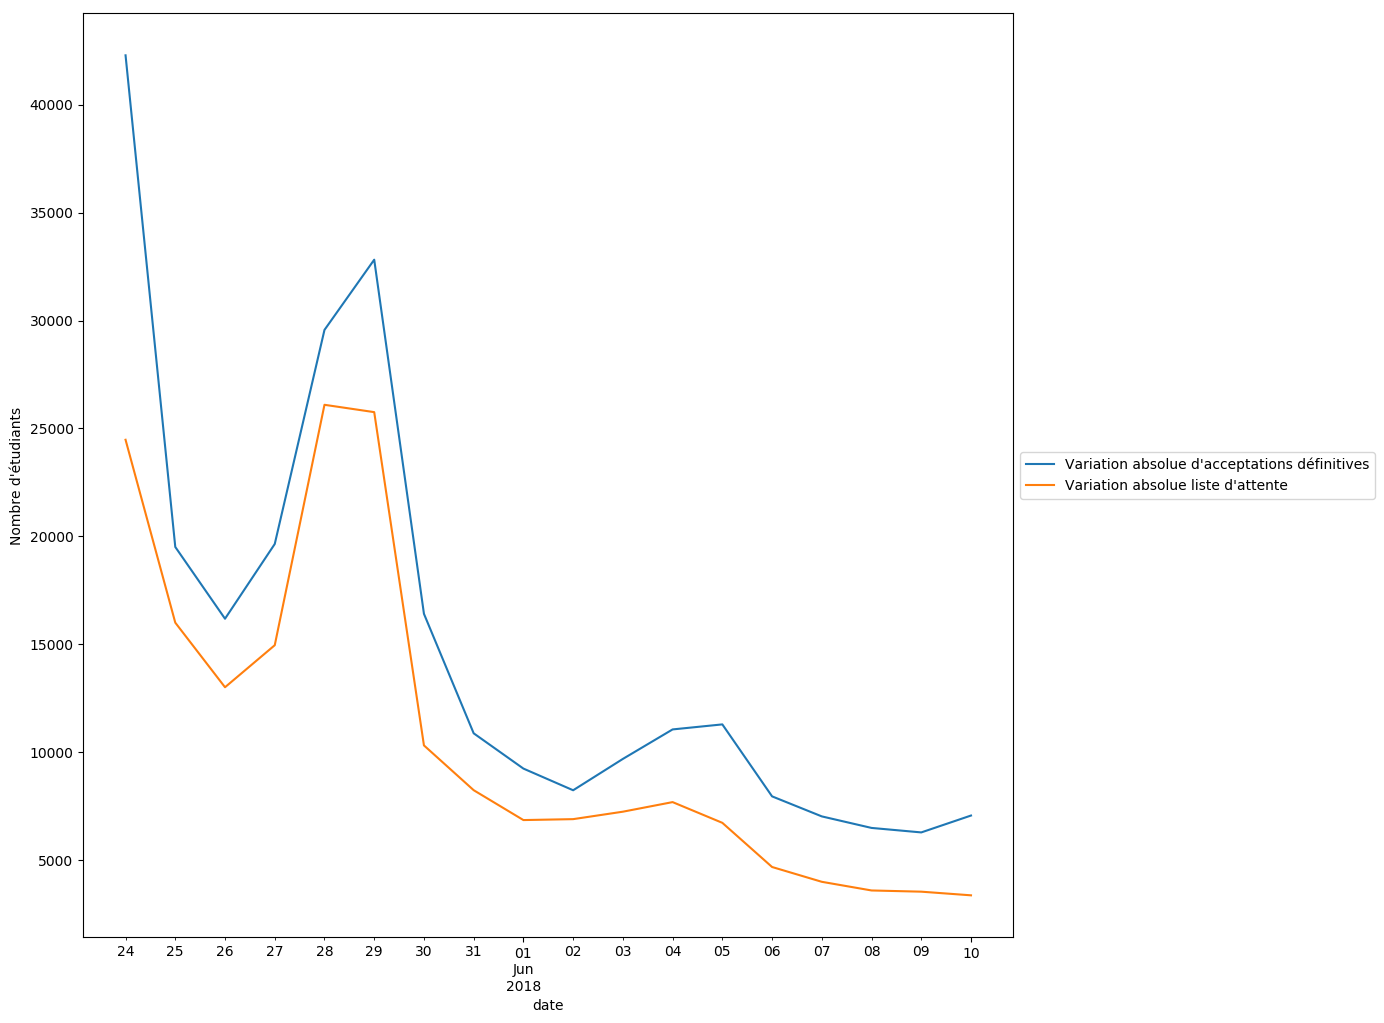 40000
35000
30000
25000
20000
15000
10000
5000
Nombre d'étudiants
24 25 26 27 28 29 30 31 01 02 03 04 05 06 07 08 09 10
Jun
2018
date
Variation absolue d'acceptations définitives
Variation absolue liste d'attente